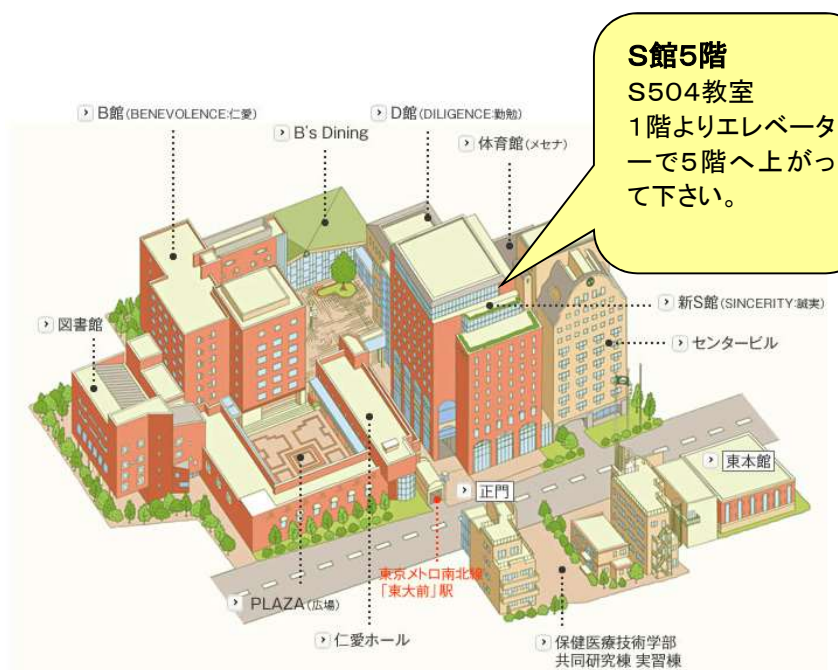 S館5階
S504教室
1階よりエレベータ
ーで5階へ上がっ
て下さい。
B館(BENEVOLENCE:仁愛)
B's Dining
D館(DILIGENCE:勤勉)
体育館(メセナ)
新S館(SINCERITY:誠実)
センタービル
図書館
東本館
正門
東京メトロ南北線
「東大前」駅
PLAZA(広場)
仁愛ホール
保健医療技術学部
共同研究棟 実習棟